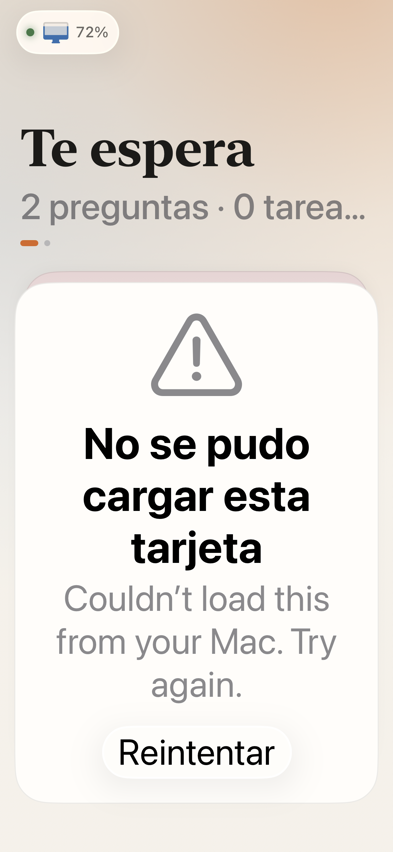 72%
Te espera
2 preguntas · 0 tarea...
No se pudo
cargar esta
tarjeta
Couldn’t load this
from your Mac. Try
again.
Reintentar